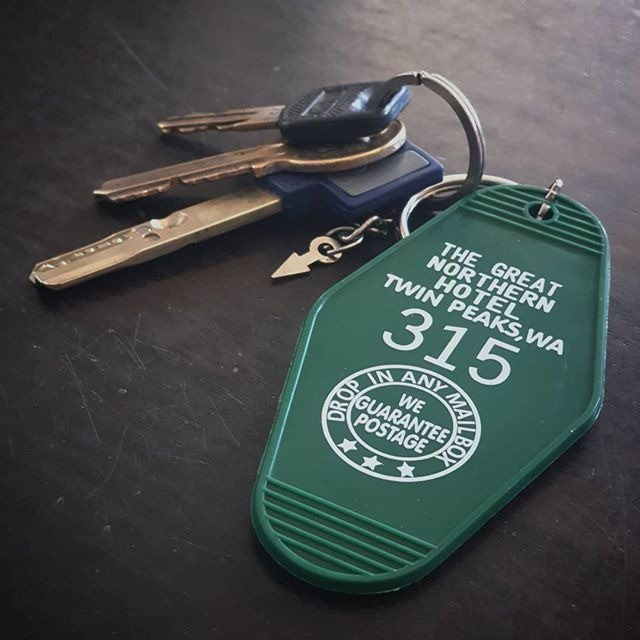 THE GREAT
NORTHERN
HOTEL
TWIN PEAKS,WA
315
DROP IN ANY MAILBOX
WE
GUARANTEE
POSTAGE